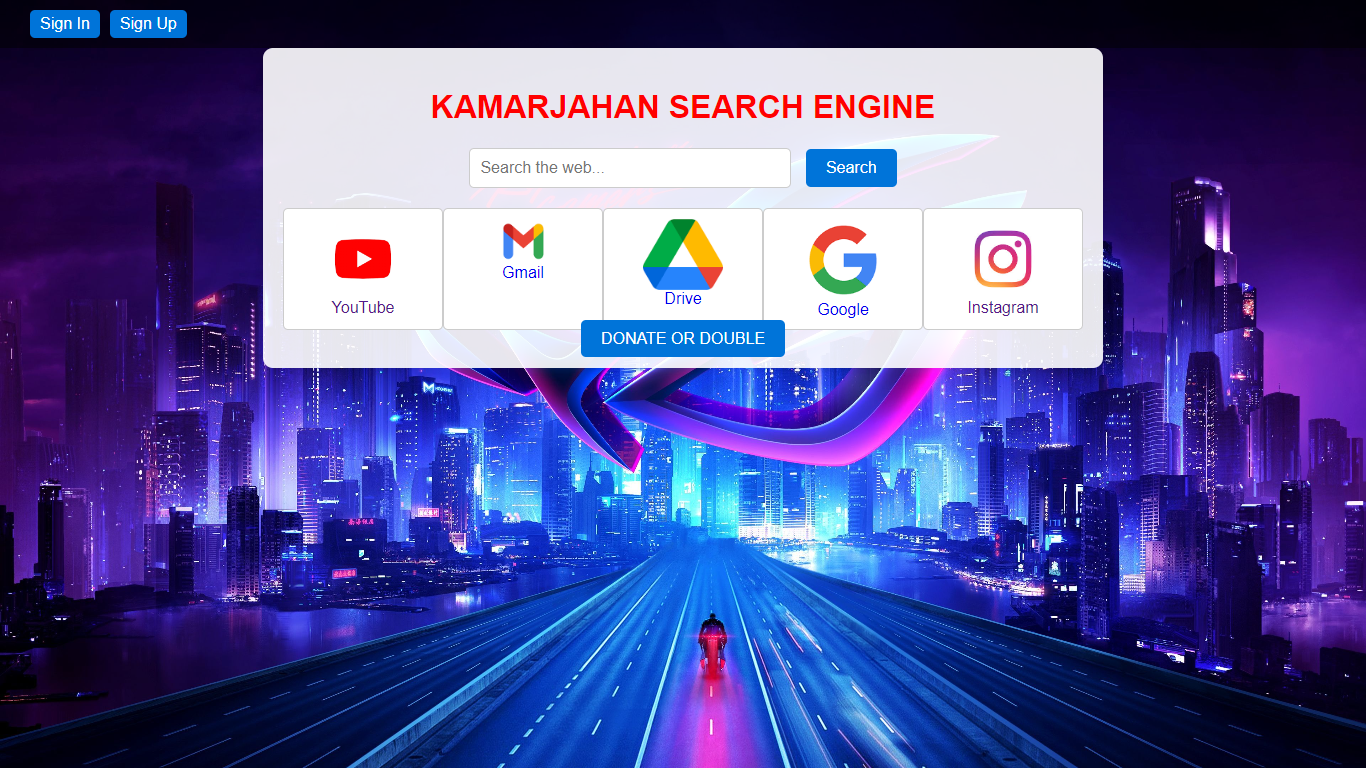 Sign In
Sign Up
KAMARJAHAN SEARCH ENGINE
Search the web...
Search
YouTube
Gmail
Drive
Google
Instagram
DONATE OR DOUBLE